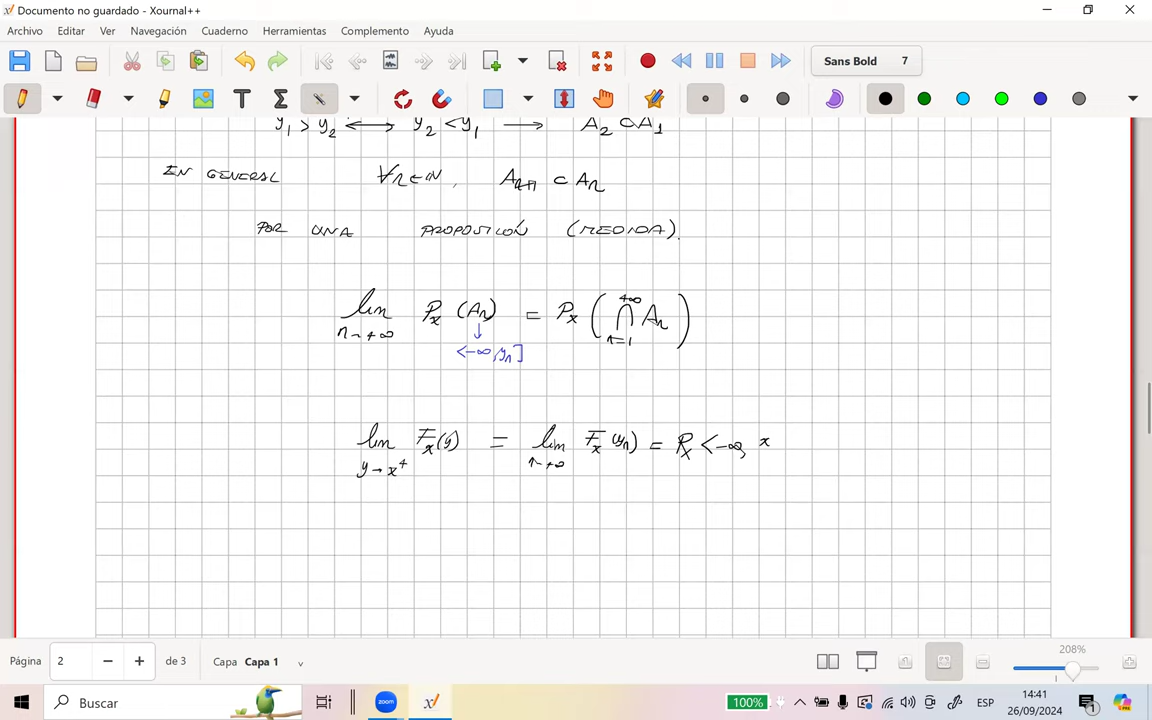 Documento no guardado - Xournal++
Archivo Editar Ver Navegación Cuaderno Herramientas Complemento Ayuda
Sans Bold 7
y₁ > y₂ ⟷ y₂ < y₁ ⟶ A₂ ⊂ A₁
EN GENERAL ∀n∈ℕ, Aₙ₊₁ ⊂ Aₙ
POR UNA PROPOSICIÓN (MEDIDA).
lim n→+∞ Pₓ (Aₙ) = Pₓ ( ⋂ n=1 +∞ Aₙ )
↓
<-∞, yₙ]
lim y→x⁺ Fₓ(y) = lim n→+∞ Fₓ(yₙ) = Pₓ <-∞, x
Página 2 de 3 Capa Capa 1 208%
Buscar 100% ESP 14:41
26/09/2024 1